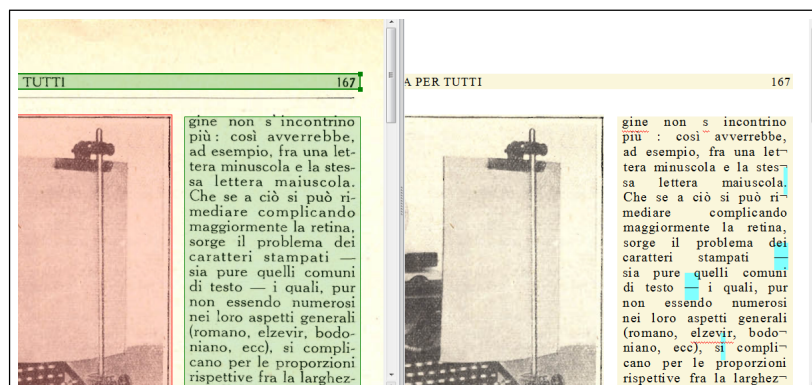 TUTTI 167
gine non s incontrino
più : così avverrebbe,
ad esempio, fra una let-
tera minuscola e la stes-
sa lettera maiuscola.
Che se a ciò si può ri-
mediare complicando
maggiormente la retina,
sorge il problema dei
caratteri stampati —
sia pure quelli comuni
di testo — i quali, pur
non essendo numerosi
nei loro aspetti generali
(romano, elzevir, bodo-
niano, ecc), si compli-
cano per le proporzioni
rispettive fra la larghez-
A PER TUTTI 167
gine non s incontrino
più : così avverrebbe,
ad esempio, fra una let¬
tera minuscola e la stes¬
sa lettera maiuscola.
Che se a ciò si può ri¬
mediare complicando
maggiormente la retina,
sorge il problema dei
caratteri stampati —
sia pure quelli comuni
di testo — i quali, pur
non essendo numerosi
nei loro aspetti generali
(romano, elzevir, bodo¬
niano, ecc), si compli¬
cano per le proporzioni
rispettive fra la larghez¬